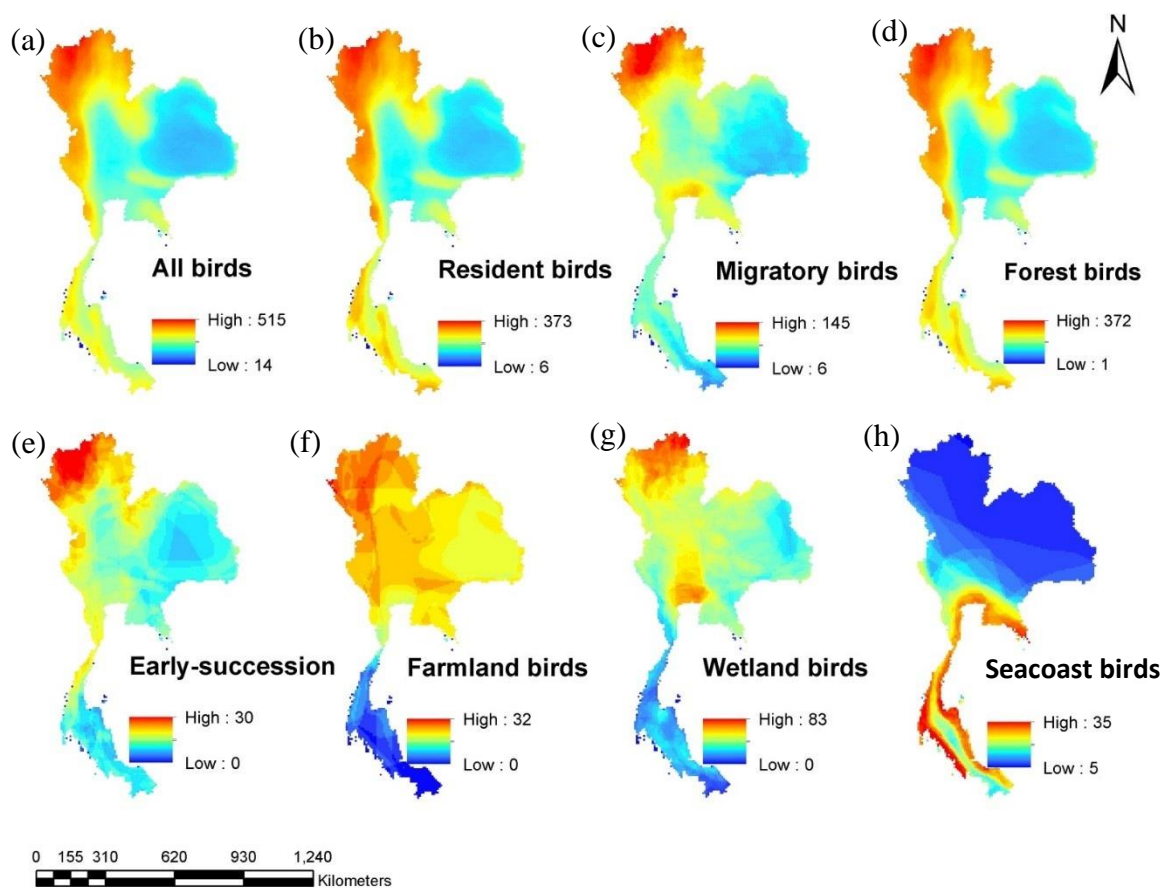 (a)
(b)
(c)
(d)
N
All birds
High : 515
Low : 14
Resident birds
High : 373
Low : 6
Migratory birds
High : 145
Low : 6
Forest birds
High : 372
Low : 1
(e)
(f)
(g)
(h)
Early-succession
High : 30
Low : 0
Farmland birds
High : 32
Low : 0
Wetland birds
High : 83
Low : 0
Seacoast birds
High : 35
Low : 5
0 155 310 620 930 1,240
Kilometers